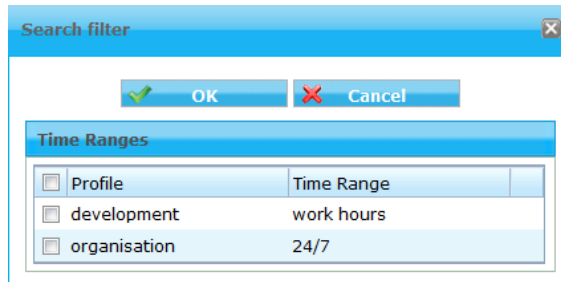 Search filter
OK Cancel
Time Ranges
Profile Time Range
development work hours
organisation 24/7